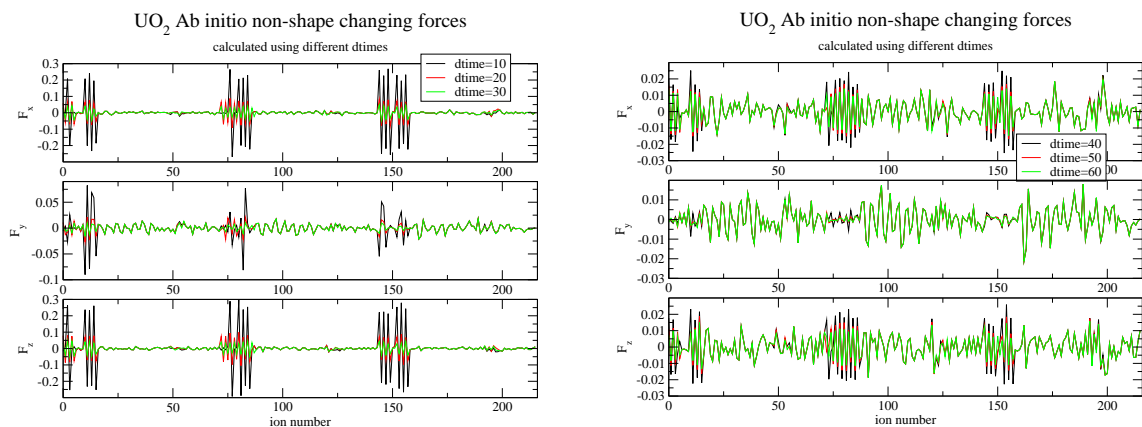 UO2 Ab initio non-shape changing forces
calculated using different dtimes
dtime=10
dtime=20
dtime=30
0.3
0.2
0.1
0
-0.1
-0.2
Fx
0 50 100 150 200
0.05
0
-0.05
-0.1
Fy
0 50 100 150 200
0.3
0.2
0.1
0
-0.1
-0.2
Fz
0 50 100 150 200
ion number
UO2 Ab initio non-shape changing forces
calculated using different dtimes
0.02
0.01
0
-0.01
-0.02
-0.03
Fx
0 50 100 150 200
dtime=40
dtime=50
dtime=60
0.01
0
-0.01
-0.03
Fy
0 50 100 150 200
0.02
0.01
0
-0.01
-0.02
-0.03
Fz
0 50 100 150 200
ion number